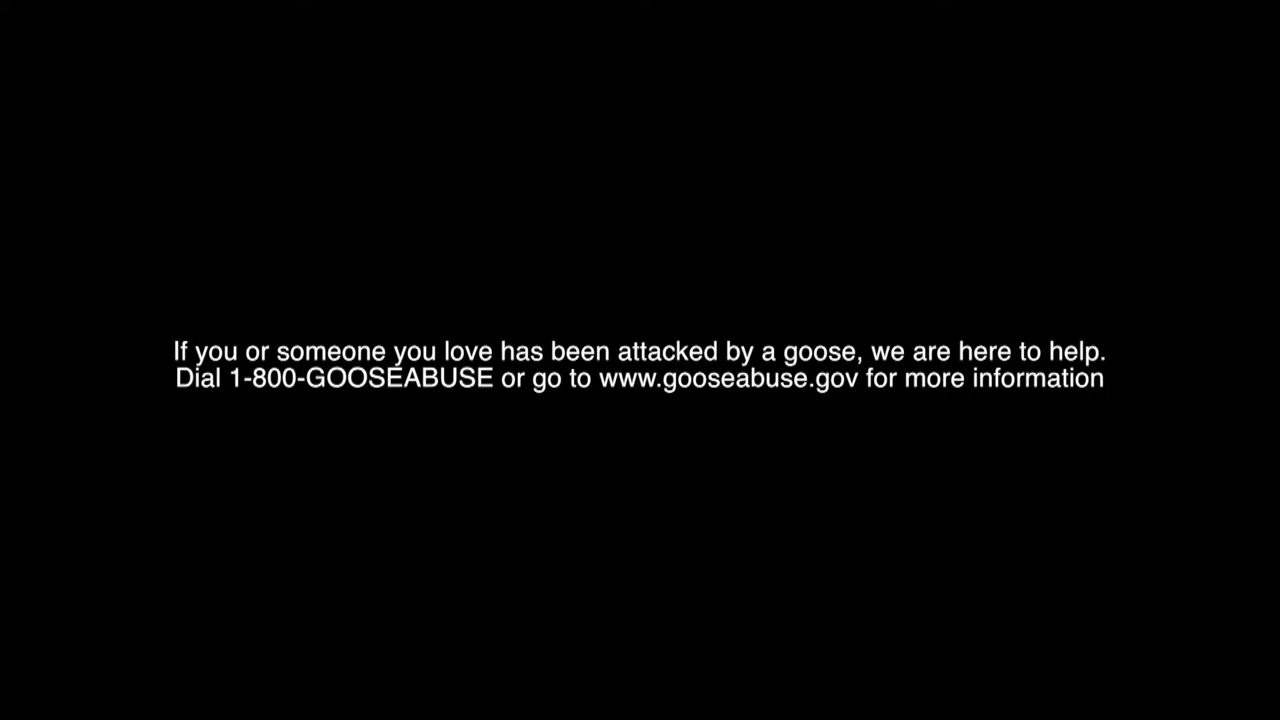 If you or someone you love has been attacked by a goose, we are here to help.
Dial 1-800-GOOSEABUSE or go to www.gooseabuse.gov for more information